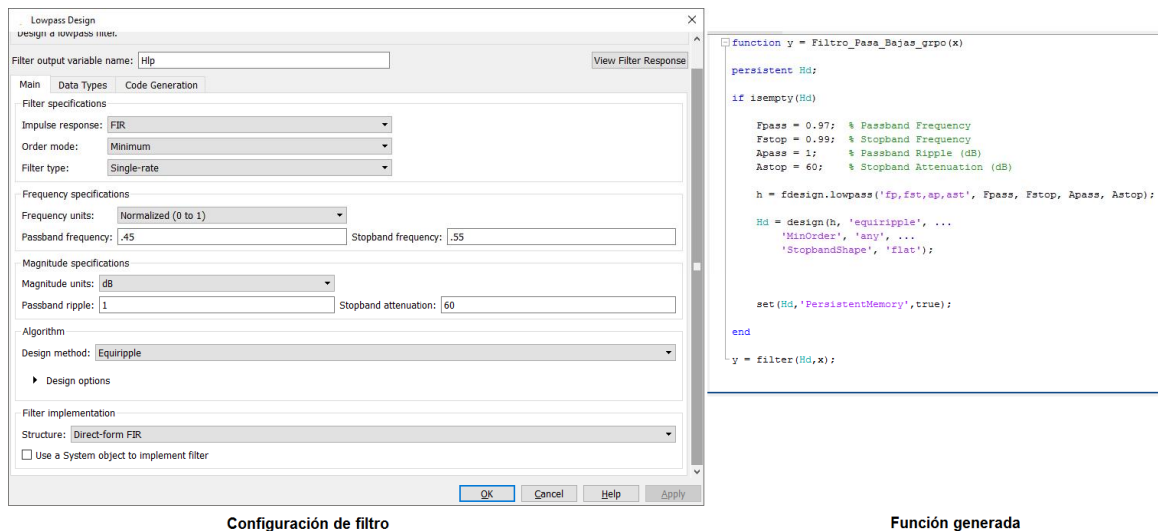 Lowpass Design
Design a lowpass filter.
Filter output variable name: Hlp View Filter Response
Main Data Types Code Generation
Filter specifications
Impulse response: FIR
Order mode: Minimum
Filter type: Single-rate
Frequency specifications
Frequency units: Normalized (0 to 1)
Passband frequency: .45 Stopband frequency: .55
Magnitude specifications
Magnitude units: dB
Passband ripple: 1 Stopband attenuation: 60
Algorithm
Design method: Equiripple
Design options
Filter implementation
Structure: Direct-form FIR
Use a System object to implement filter
OK Cancel Help Apply
Configuración de filtro
function y = Filtro_Pasa_Bajas_grpo(x)
persistent Hd;
if isempty(Hd)
Fpass = 0.97; % Passband Frequency
Fstop = 0.99; % Stopband Frequency
Apass = 1; % Passband Ripple (dB)
Astop = 60; % Stopband Attenuation (dB)
h = fdesign.lowpass('fp,fst,ap,ast', Fpass, Fstop, Apass, Astop);
Hd = design(h, 'equiripple', ...
'MinOrder', 'any', ...
'StopbandShape', 'flat');
set(Hd,'PersistentMemory',true);
end
y = filter(Hd,x);
Función generada